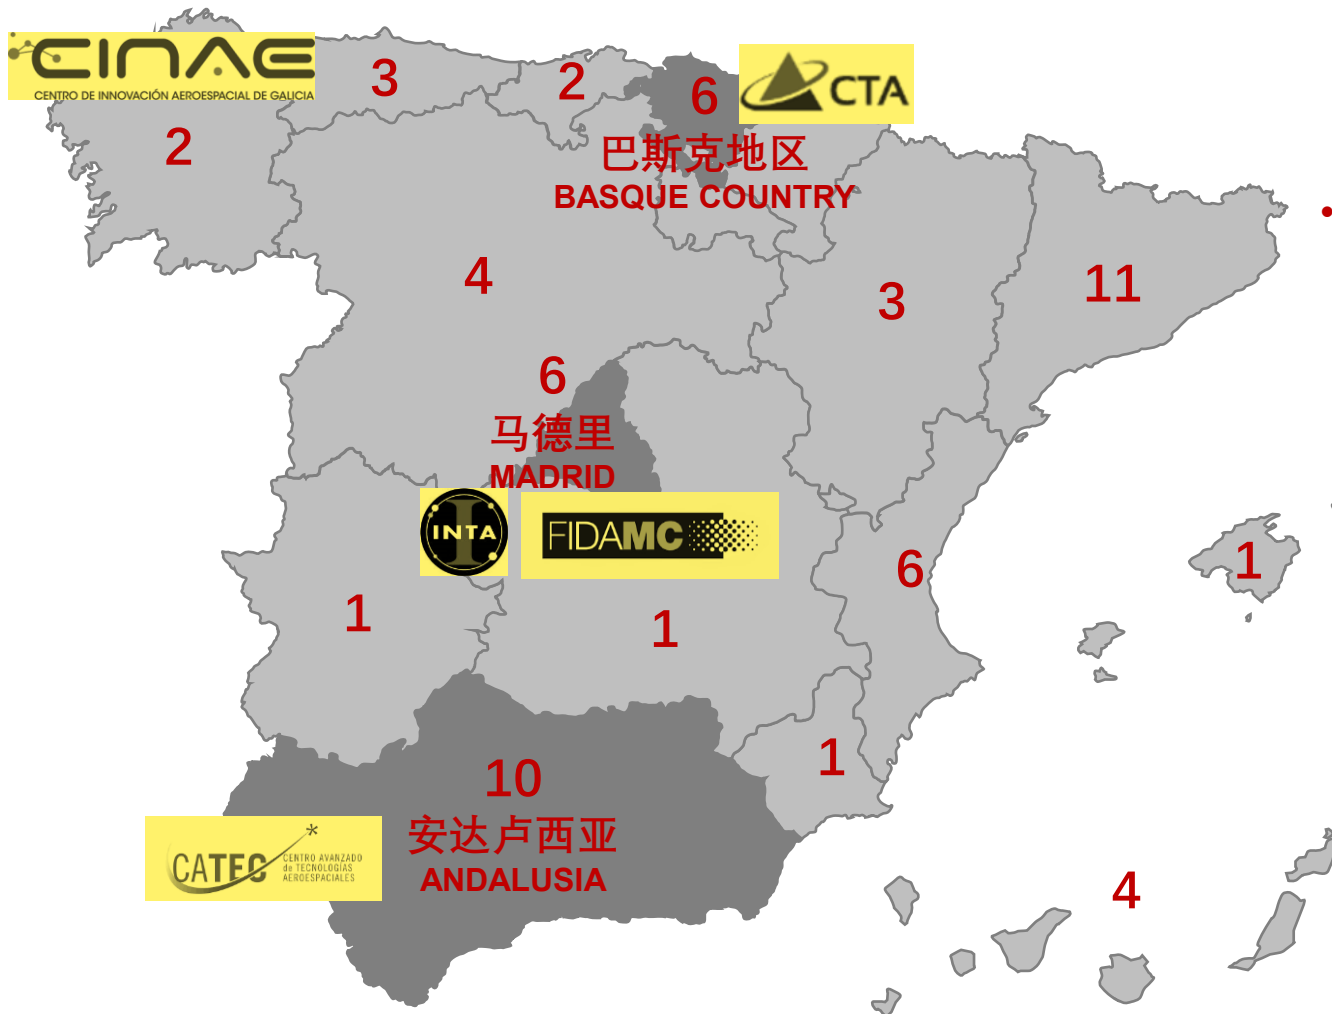 CINAE
CENTRO DE INNOVACIÓN AEROESPACIAL DE GALICIA
3
2
6
CTA
2
巴斯克地区
BASQUE COUNTRY
•
4
3
11
6
马德里
MADRID
INTA
FIDAMC
6
1
1
1
10
1
安达卢西亚
ANDALUSIA
CATEC
CENTRO AVANZADO
de TECNOLOGÍAS
AEROESPACIALES
4